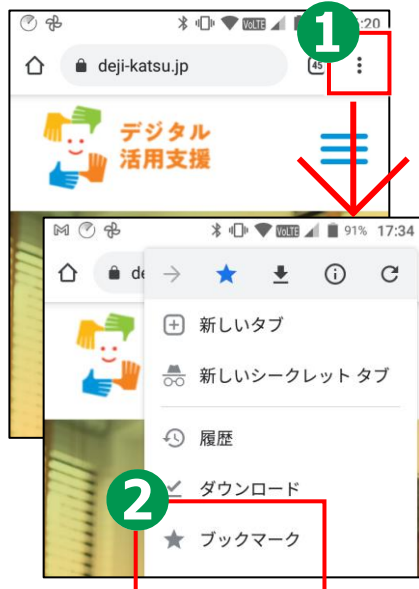 1
VoLTE
:20
deji-katsu.jp
45
デジタル
活用支援
VoLTE
91% 17:34
de
新しいタブ
新しいシークレット タブ
履歴
2
ダウンロード
ブックマーク